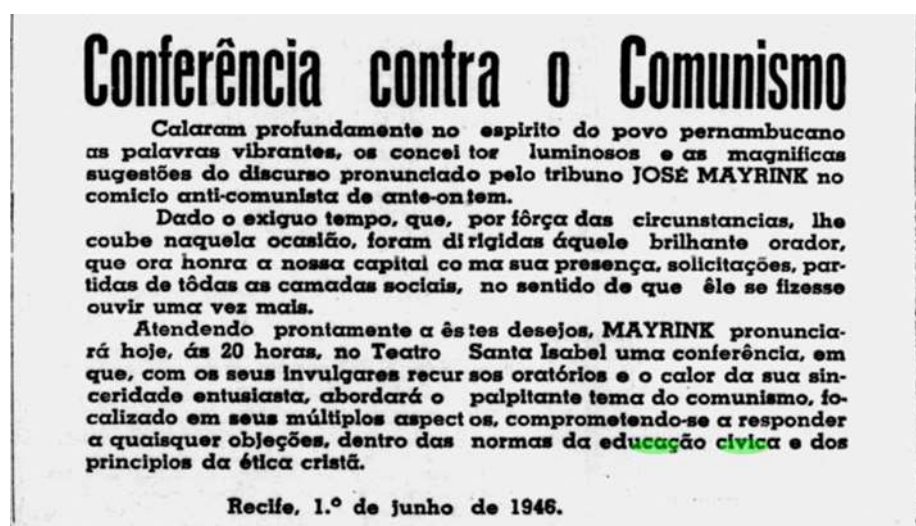 Conferência contra o Comunismo
Calaram profundamente no espirito do povo pernambucano
as palavras vibrantes, os concei tor luminosos e as magnificas
sugestões do discurso pronunciado pelo tribuno JOSÉ MAYRINK no
comicio anti-comunista de ante-on tem.
Dado o exiguo tempo, que, por fôrça das circunstancias, lhe
coube naquela ocasião, foram di rigidas áquele brilhante orador,
que ora honra a nossa capital co ma sua presença, solicitações, par-
tidas de tôdas as camadas sociais, no sentido de que êle se fizesse
ouvir uma vez mais.
Atendendo prontamente a ês tes desejos, MAYRINK pronuncia-
rá hoje, ás 20 horas, no Teatro Santa Isabel uma conferência, em
que, com os seus invulgares recur sos oratórios e o calor da sua sin-
ceridade entusiasta, abordará o palpitante tema do comunismo, fo-
calizado em seus múltiplos aspect os, comprometendo-se a responder
a quaisquer objeções, dentro das normas da educação civica e dos
principios da ética cristã.
Recife, 1.º de junho de 1946.